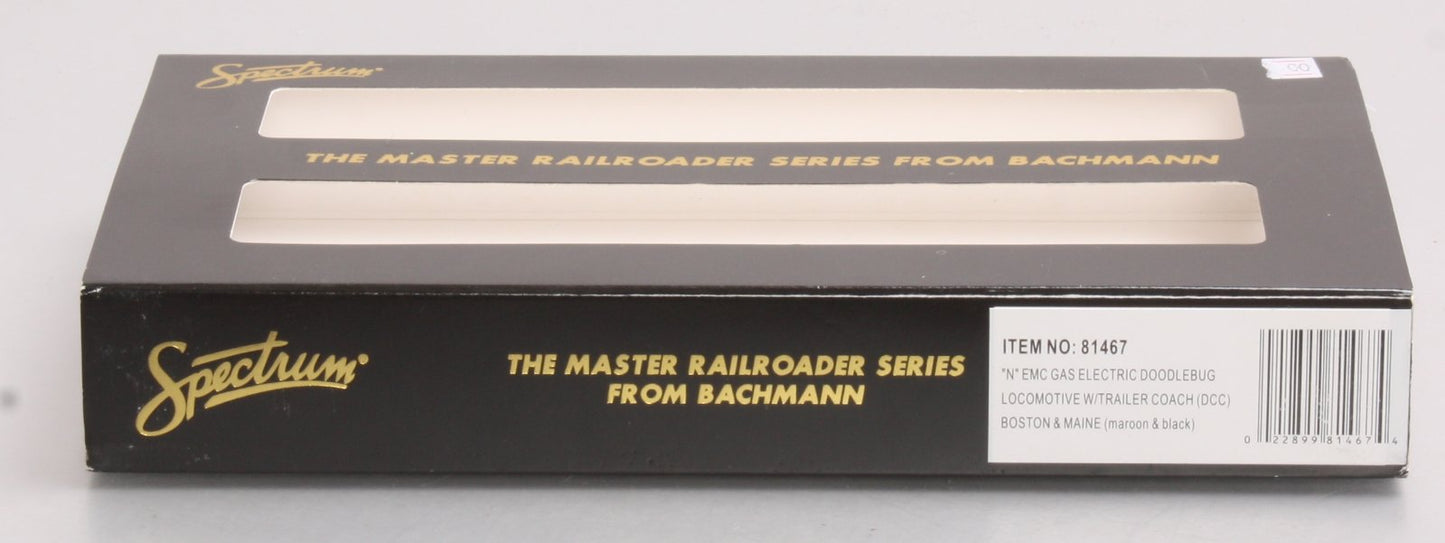 Spectrum®
THE MASTER RAILROADER SERIES FROM BACHMANN
Spectrum®
THE MASTER RAILROADER SERIES
FROM BACHMANN
ITEM NO: 81467
"N" EMC GAS ELECTRIC DOODLEBUG
LOCOMOTIVE W/TRAILER COACH (DCC)
BOSTON & MAINE (maroon & black)
0 22899 81467 4